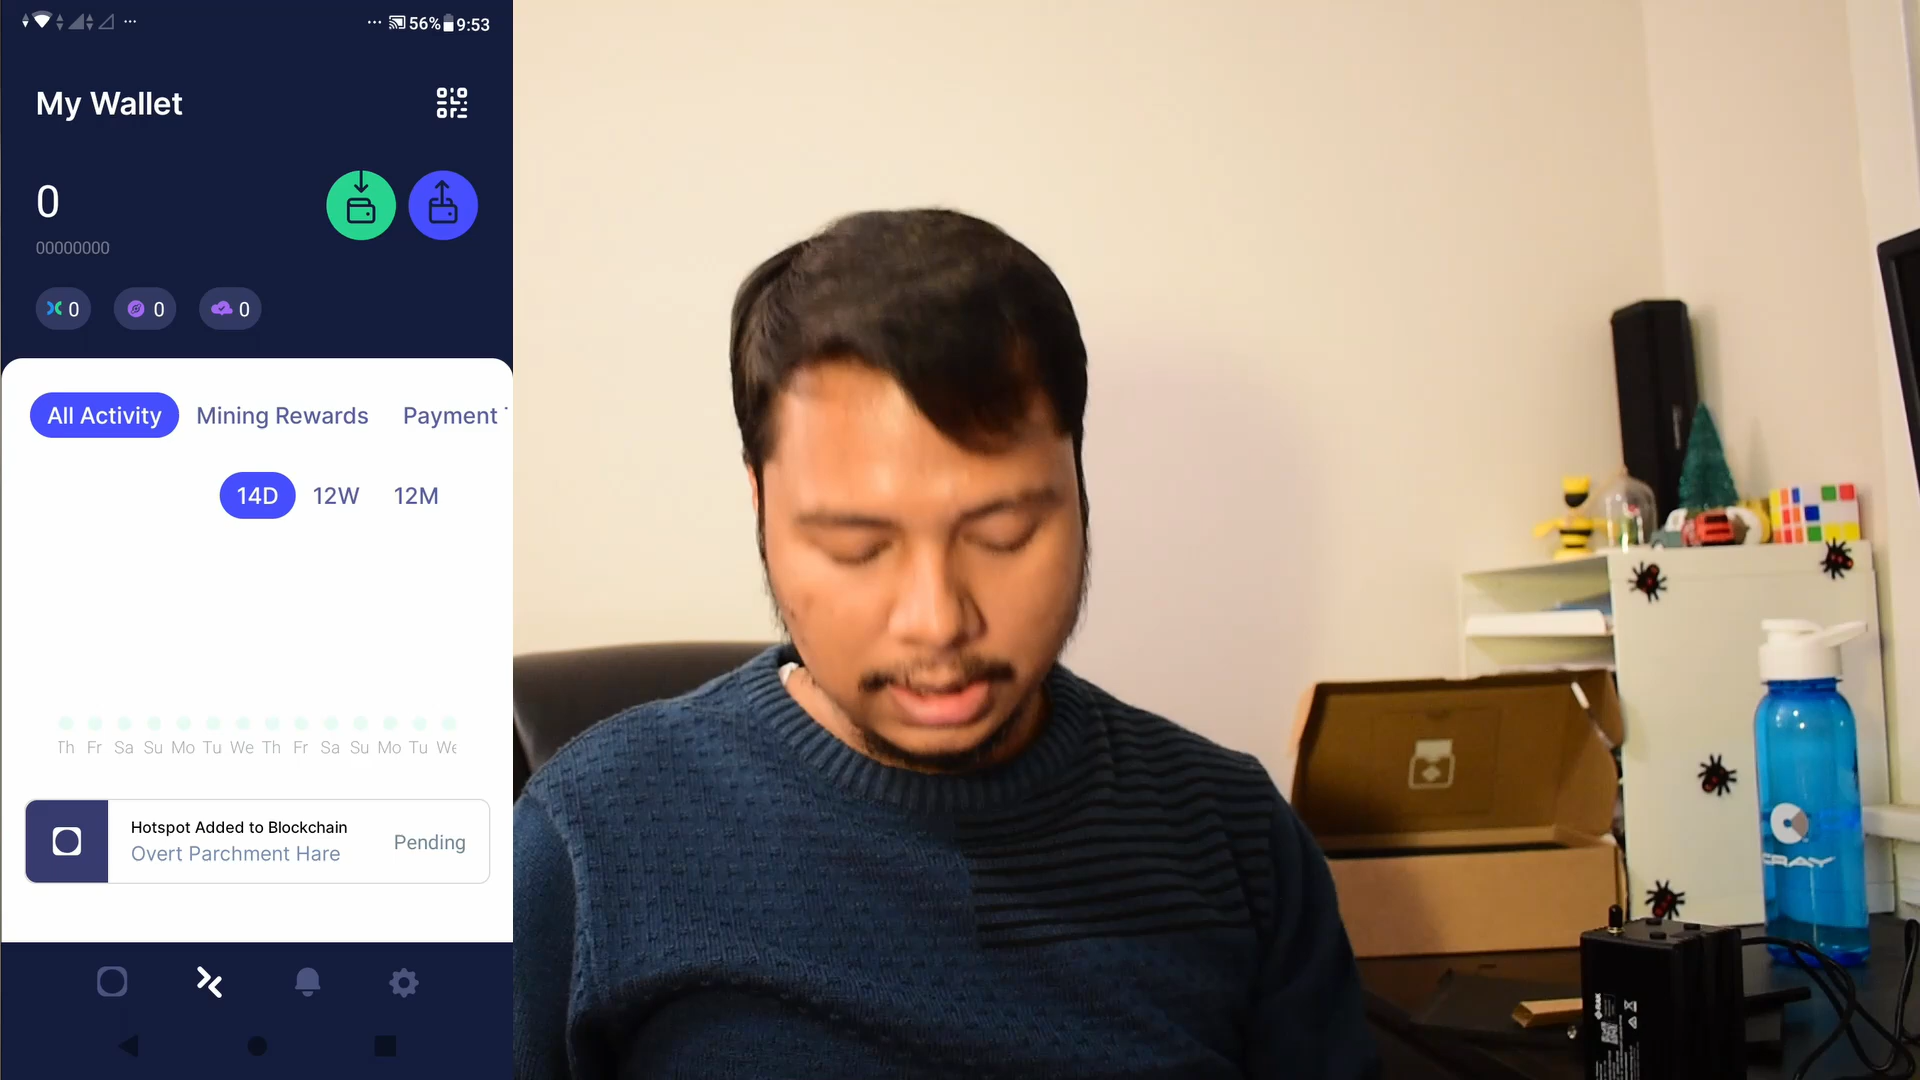 56% 9:53
My Wallet
0
00000000
0 0 0
All Activity Mining Rewards Payment
14D 12W 12M
Th Fr Sa Su Mo Tu We Th Fr Sa Su Mo Tu We
Hotspot Added to Blockchain
Overt Parchment Hare
Pending
CRAY